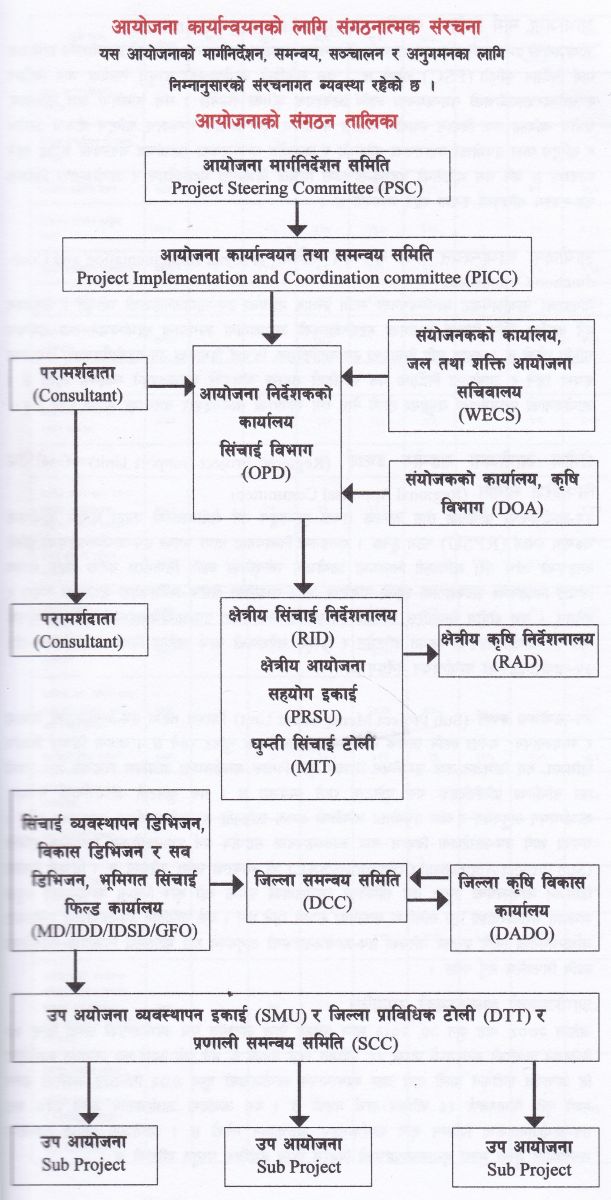 आयोजना कार्यान्वयनको लागि संगठनात्मक संरचना
यस आयोजनाको मार्गनिर्देशन, समन्वय, सञ्चालन र अनुगमनका लागि
निम्नानुसारको संरचनागत ब्यवस्था रहेको छ ।
आयोजनाको संगठन तालिका
आयोजना मार्गनिर्देशन समिति
Project Steering Committee (PSC)
आयोजना कार्यान्वयन तथा समन्वय समिति
Project Implementation and Coordination committee (PICC)
परामर्शदाता
(Consultant)
आयोजना निर्देशकको
कार्यालय
सिंचाई विभाग
(OPD)
संयोजनकको कार्यालय,
जल तथा शक्ति आयोजना
सचिवालय
(WECS)
संयोजकको कार्यालय, कृषि
विभाग (DOA)
परामर्शदाता
(Consultant)
क्षेत्रीय सिंचाई निर्देशनालय
(RID)
क्षेत्रीय आयोजना
सहयोग इकाई
(PRSU)
घुम्ती सिंचाई टोली
(MIT)
क्षेत्रीय कृषि निर्देशनालय
(RAD)
सिंचाई व्यवस्थापन डिभिजन,
विकास डिभिजन र सव
डिभिजन, भूमिगत सिंचाई
फिल्ड कार्यालय
(MD/IDD/IDSD/GFO)
जिल्ला समन्वय समिति
(DCC)
जिल्ला कृषि विकास
कार्यालय
(DADO)
उप अयोजना व्यवस्थापन इकाई (SMU) र जिल्ला प्राविधिक टोली (DTT) र
प्रणाली समन्वय समिति (SCC)
उप आयोजना
Sub Project
उप आयोजना
Sub Project
उप आयोजना
Sub Project